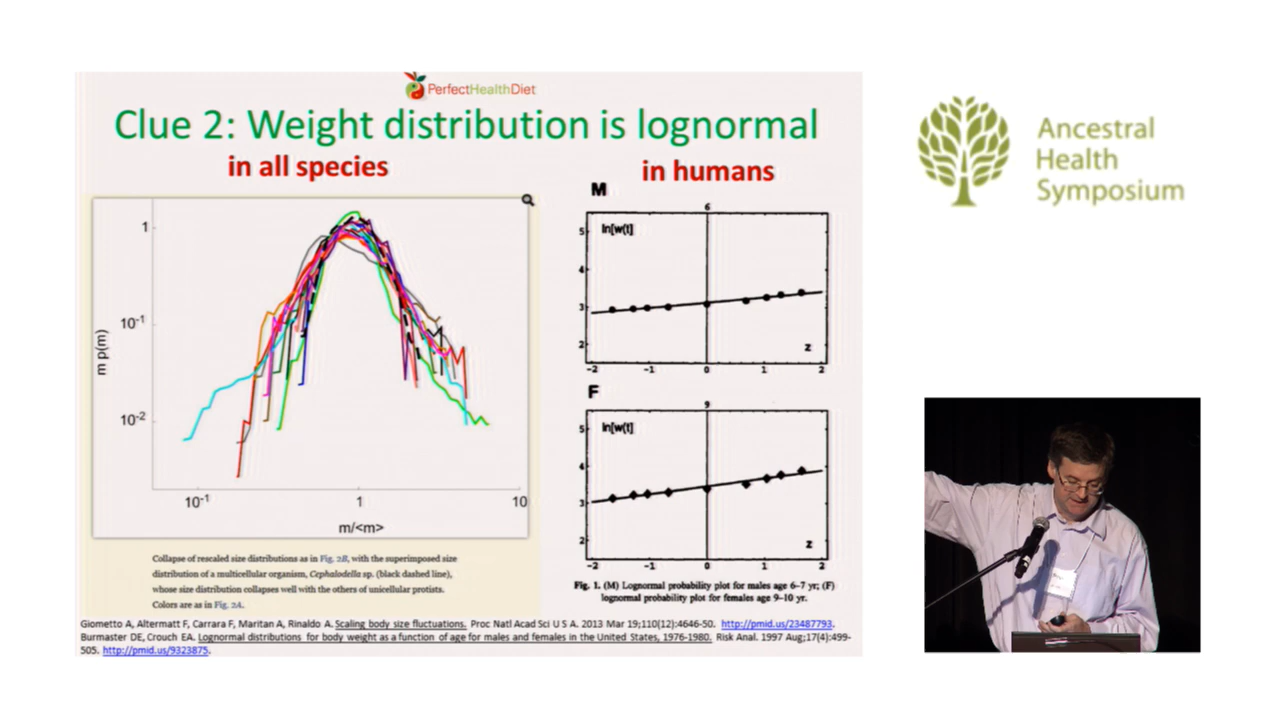 PerfectHealthDiet
Clue 2: Weight distribution is lognormal
in all species
in humans
1
10⁻¹
10⁻²
m p(m)
10⁻¹
1
10
m/<m>
Collapse of rescaled size distributions as in Fig. 2B, with the superimposed size
distribution of a multicellular organism, Cephalodella sp. (black dashed line),
whose size distribution collapses well with the others of unicellular protists.
Colors are as in Fig. 2A.
M
6
ln[w(t)]
5
4
3
2
z
-2
-1
0
1
2
F
9
ln[w(t)]
5
4
3
2
z
-2
-1
0
1
2
Fig. 1. (M) Lognormal probability plot for males age 6-7 yr; (F)
lognormal probability plot for females age 9-10 yr.
Giometto A, Altermatt F, Carrara F, Maritan A, Rinaldo A. Scaling body size fluctuations. Proc Natl Acad Sci U S A. 2013 Mar 19;110(12):4646-50. http://pmid.us/23487793.
Burmaster DE, Crouch EA. Lognormal distributions for body weight as a function of age for males and females in the United States, 1976-1980. Risk Anal. 1997 Aug;17(4):499-
505. http://pmid.us/9323875.
Ancestral
Health
Symposium